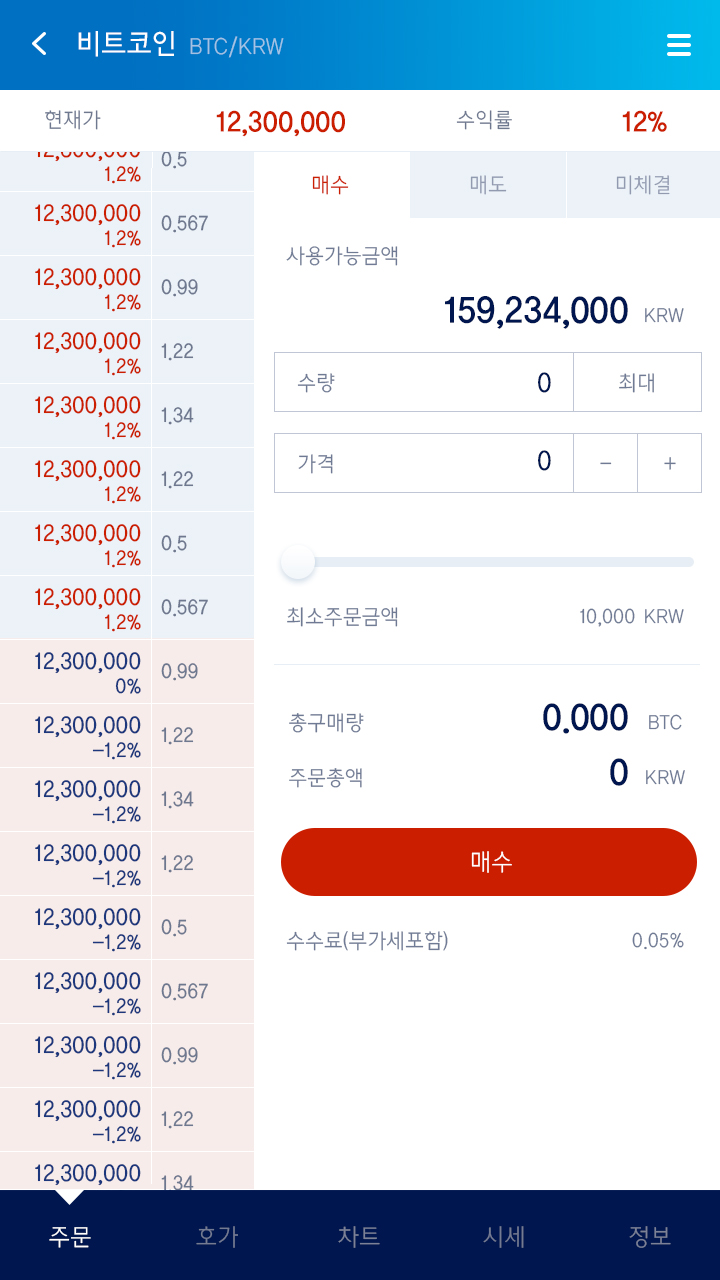 비트코인 BTC/KRW
현재가 12,300,000 수익률 12%
12,300,000 0.5
1.2%
12,300,000 0.567
1.2%
12,300,000 0.99
1.2%
12,300,000 1.22
1.2%
12,300,000 1.34
1.2%
12,300,000 1.22
1.2%
12,300,000 0.5
1.2%
12,300,000 0.567
1.2%
12,300,000 0.99
0%
12,300,000 1.22
–1.2%
12,300,000 1.34
–1.2%
12,300,000 1.22
–1.2%
12,300,000 0.5
–1.2%
12,300,000 0.567
–1.2%
12,300,000 0.99
–1.2%
12,300,000 1.22
–1.2%
12,300,000 1.34
매수 매도 미체결
사용가능금액
159,234,000 KRW
수량 0 최대
가격 0 – +
최소주문금액 10,000 KRW
총구매량 0.000 BTC
주문총액 0 KRW
매수
수수료(부가세포함) 0.05%
주문 호가 차트 시세 정보